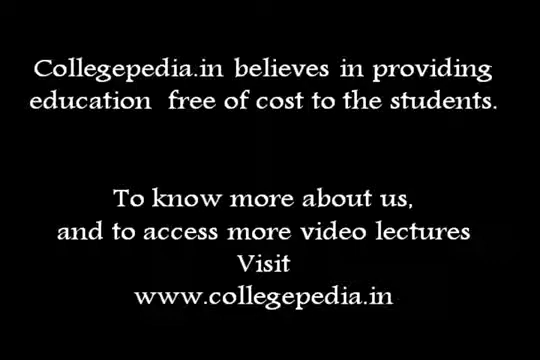 Collegepedia.in believes in providing
education free of cost to the students.
To know more about us,
and to access more video lectures
Visit
www.collegepedia.in